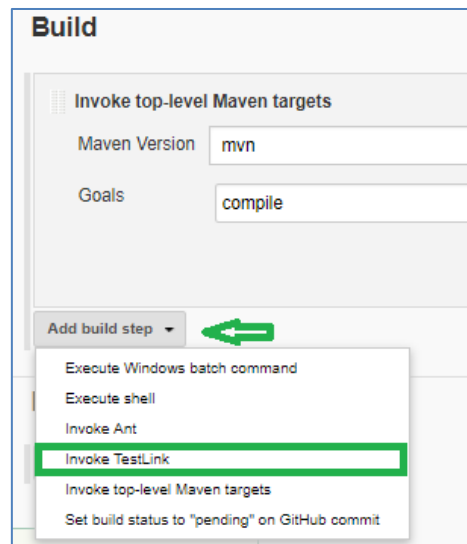 Build
Invoke top-level Maven targets
Maven Version mvn
Goals compile
Add build step
Execute Windows batch command
Execute shell
Invoke Ant
Invoke TestLink
Invoke top-level Maven targets
Set build status to "pending" on GitHub commit